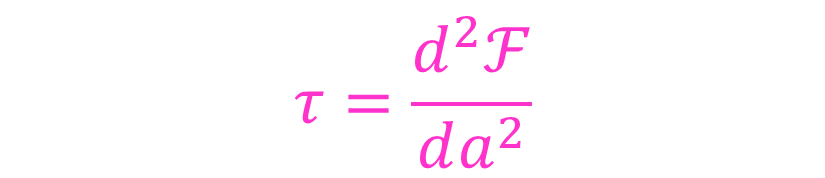 𝜏 = 𝑑²ℱ / 𝑑𝑎²